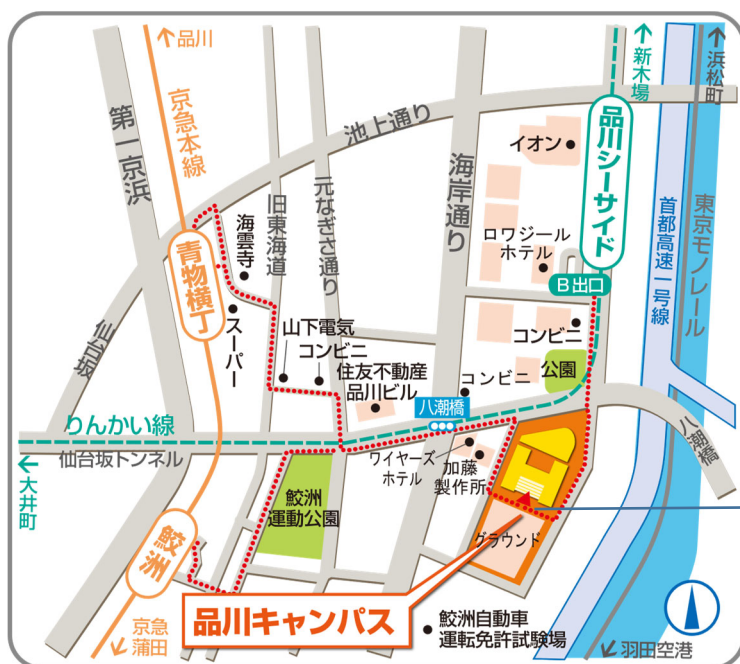 品川
京急本線
第一京浜
池上通り
海岸通り
新木場
浜松町
品川シーサイド
イオン
首都高速一号線
東京モノレール
旧東海道
元なぎさ通り
海雲寺
青物横丁
ロワジール
ホテル
B出口
仙台坂
スーパー
山下電気
コンビニ
住友不動産
品川ビル
コンビニ
コンビニ
公園
八潮橋
りんかい線
仙台坂トンネル
大井町
ワイヤーズ
ホテル
加藤
製作所
八潮橋
鮫洲
運動公園
鮫洲
グラウンド
品川キャンパス
京急
蒲田
鮫洲自動車
運転免許試験場
羽田空港